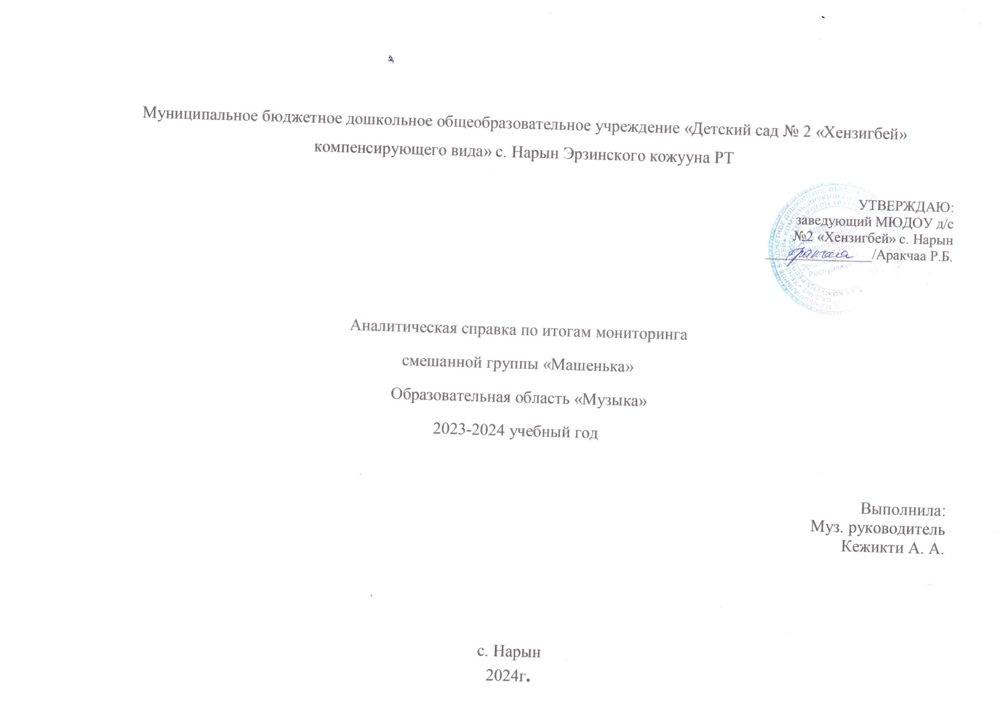 Муниципальное бюджетное дошкольное общеобразовательное учреждение «Детский сад № 2 «Хензигбей»
компенсирующего вида» с. Нарын Эрзинского кожууна РТ
УТВЕРЖДАЮ:
заведующий МЮДОУ д/с
№2 «Хензигбей» с. Нарын
/Аракчаа Р.Б.
Аналитическая справка по итогам мониторинга
смешанной группы «Машенька»
Образовательная область «Музыка»
2023-2024 учебный год
Выполнила:
Муз. руководитель
Кежикти А. А.
с. Нарын
2024г.